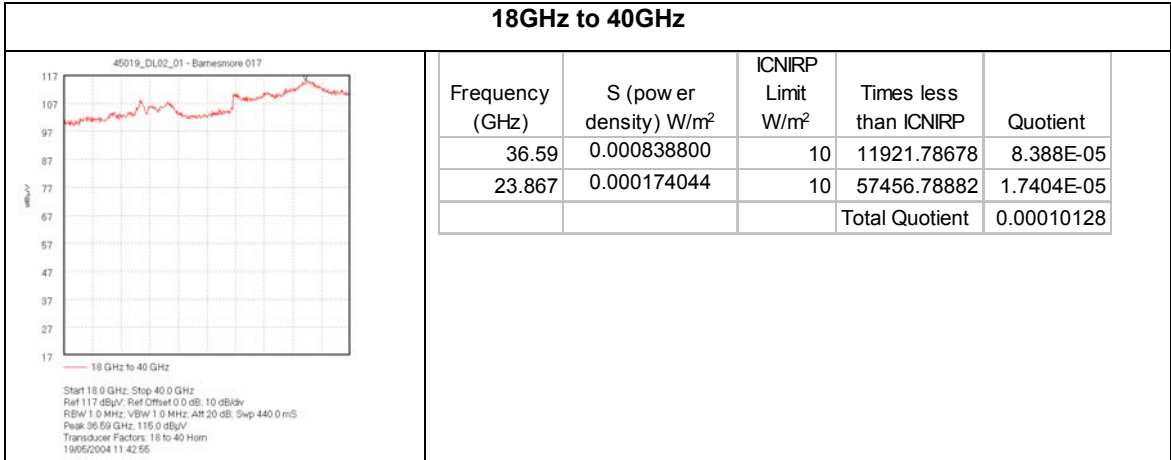 18GHz to 40GHz
45019_DL02_01 - Barnesmore 017
117
107
97
87
77
67
57
47
37
27
17
dBµV
18 GHz to 40 GHz
Start 18.0 GHz; Stop 40.0 GHz
Ref 117 dBµV; Ref Offset 0.0 dB; 10 dB/div
RBW 1.0 MHz; VBW 1.0 MHz; Att 20 dB; Swp 440.0 mS
Peak 36.59 GHz, 115.0 dBµV
Transducer Factors: 18 to 40 Horn
19/05/2004 11:42:55
Frequency (GHz) S (pow er density) W/m² ICNIRP Limit W/m² Times less than ICNIRP Quotient
36.59 0.000838800 10 11921.78678 8.388E-05
23.867 0.000174044 10 57456.78882 1.7404E-05
Total Quotient 0.00010128